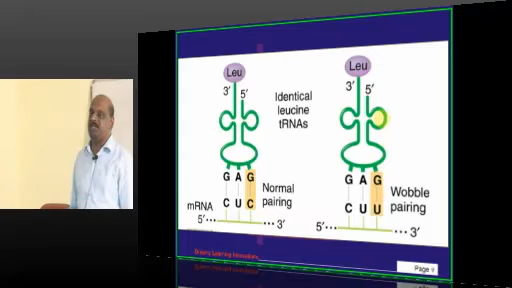 Leu
3' 5'
Identical
leucine
tRNAs
Leu
3' 5'
G A G
Normal
pairing
mRNA
C U C
5' 3'
G A G
Wobble
pairing
C U U
5' 3'
Page 9